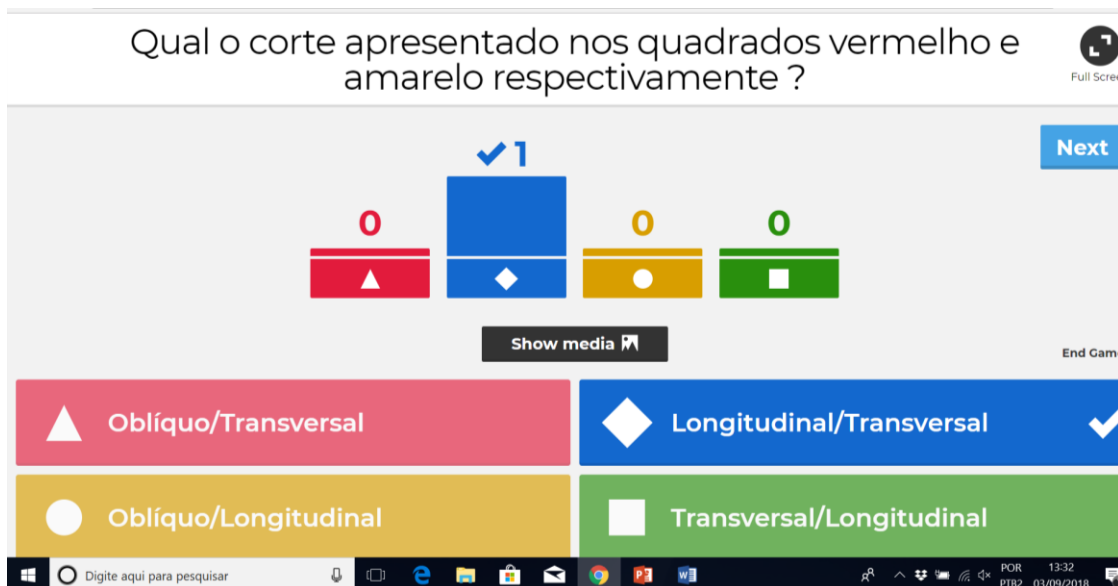 Qual o corte apresentado nos quadrados vermelho e
amarelo respectivamente ?
Full Scree
Next
1
0
0
0
Show media
End Gam
Oblíquo/Transversal
Longitudinal/Transversal
Oblíquo/Longitudinal
Transversal/Longitudinal
Digite aqui para pesquisar
POR
PTB2
13:32
03/09/2018